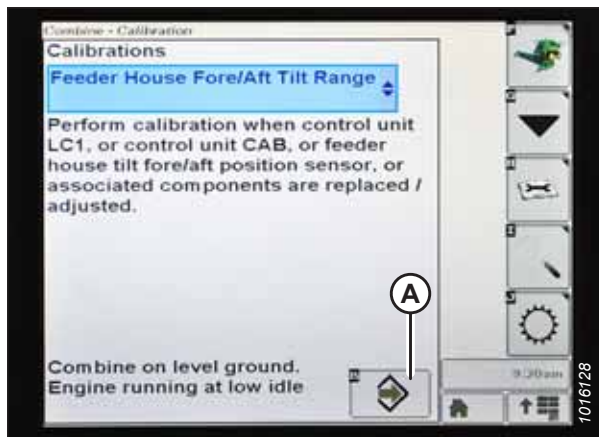 Combine - Calibration
Calibrations
Feeder House Fore/Aft Tilt Range
Perform calibration when control unit
LC1, or control unit CAB, or feeder
house tilt fore/aft position sensor, or
associated components are replaced /
adjusted.
A
Combine on level ground.
Engine running at low idle
9:20am
1016128